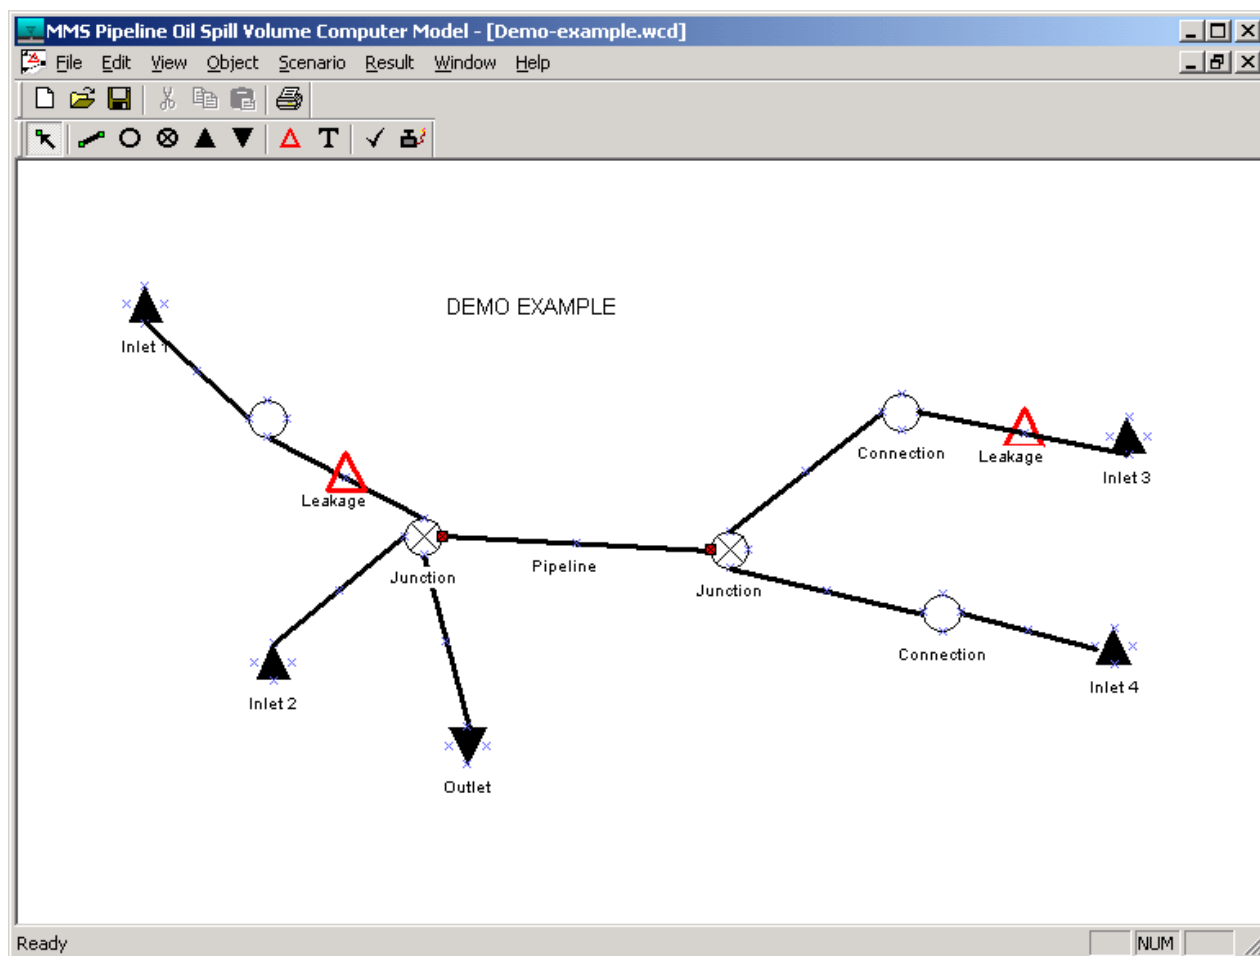 MMS Pipeline Oil Spill Volume Computer Model - [Demo-example.wcd]
File Edit View Object Scenario Result Window Help
T
DEMO EXAMPLE
Inlet 1
Connection
Leakage
Inlet 3
Leakage
Junction
Pipeline
Junction
Connection
Inlet 4
Inlet 2
Outlet
Ready
NUM